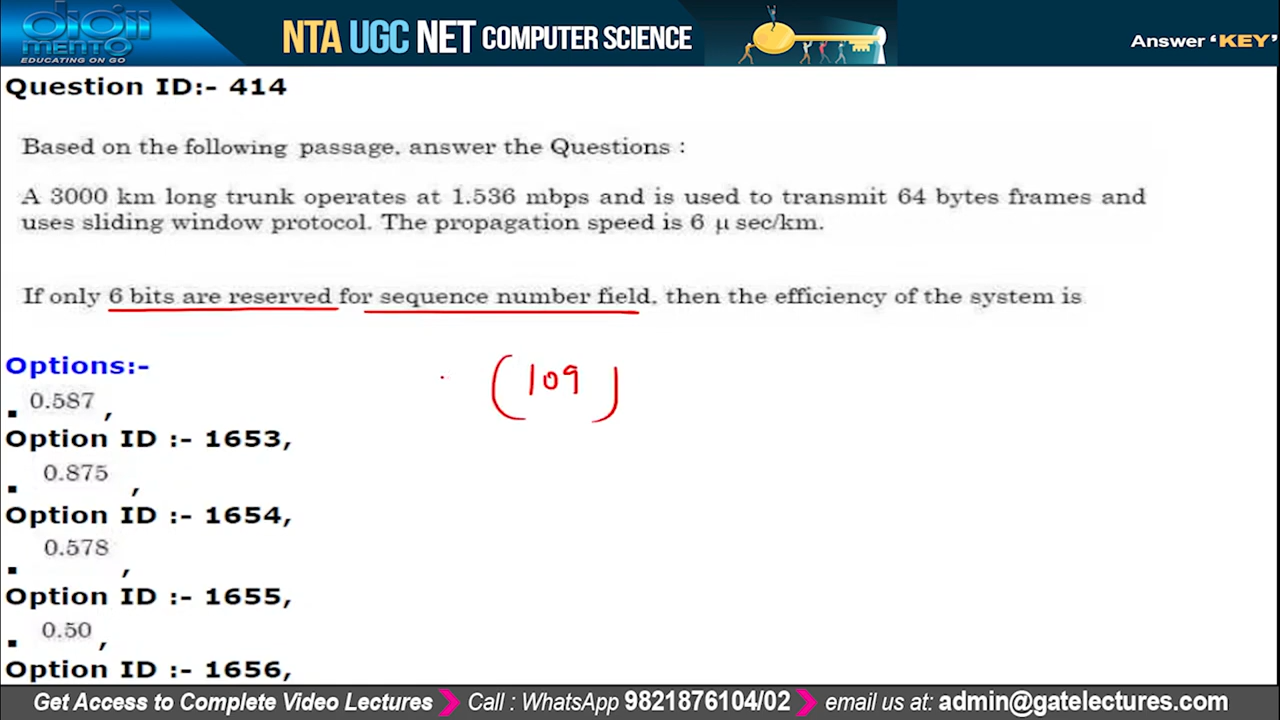 didiji
MENTO
EDUCATING ON GO
NTA UGC NET COMPUTER SCIENCE
Answer ‘KEY’
Question ID:- 414
Based on the following passage, answer the Questions :
A 3000 km long trunk operates at 1.536 mbps and is used to transmit 64 bytes frames and
uses sliding window protocol. The propagation speed is 6 μ sec/km.
If only 6 bits are reserved for sequence number field, then the efficiency of the system is
Options:-
(109)
0.587 ,
Option ID :- 1653,
0.875 ,
Option ID :- 1654,
0.578 ,
Option ID :- 1655,
0.50 ,
Option ID :- 1656,
Get Access to Complete Video Lectures Call : WhatsApp 9821876104/02 email us at: admin@gatelectures.com